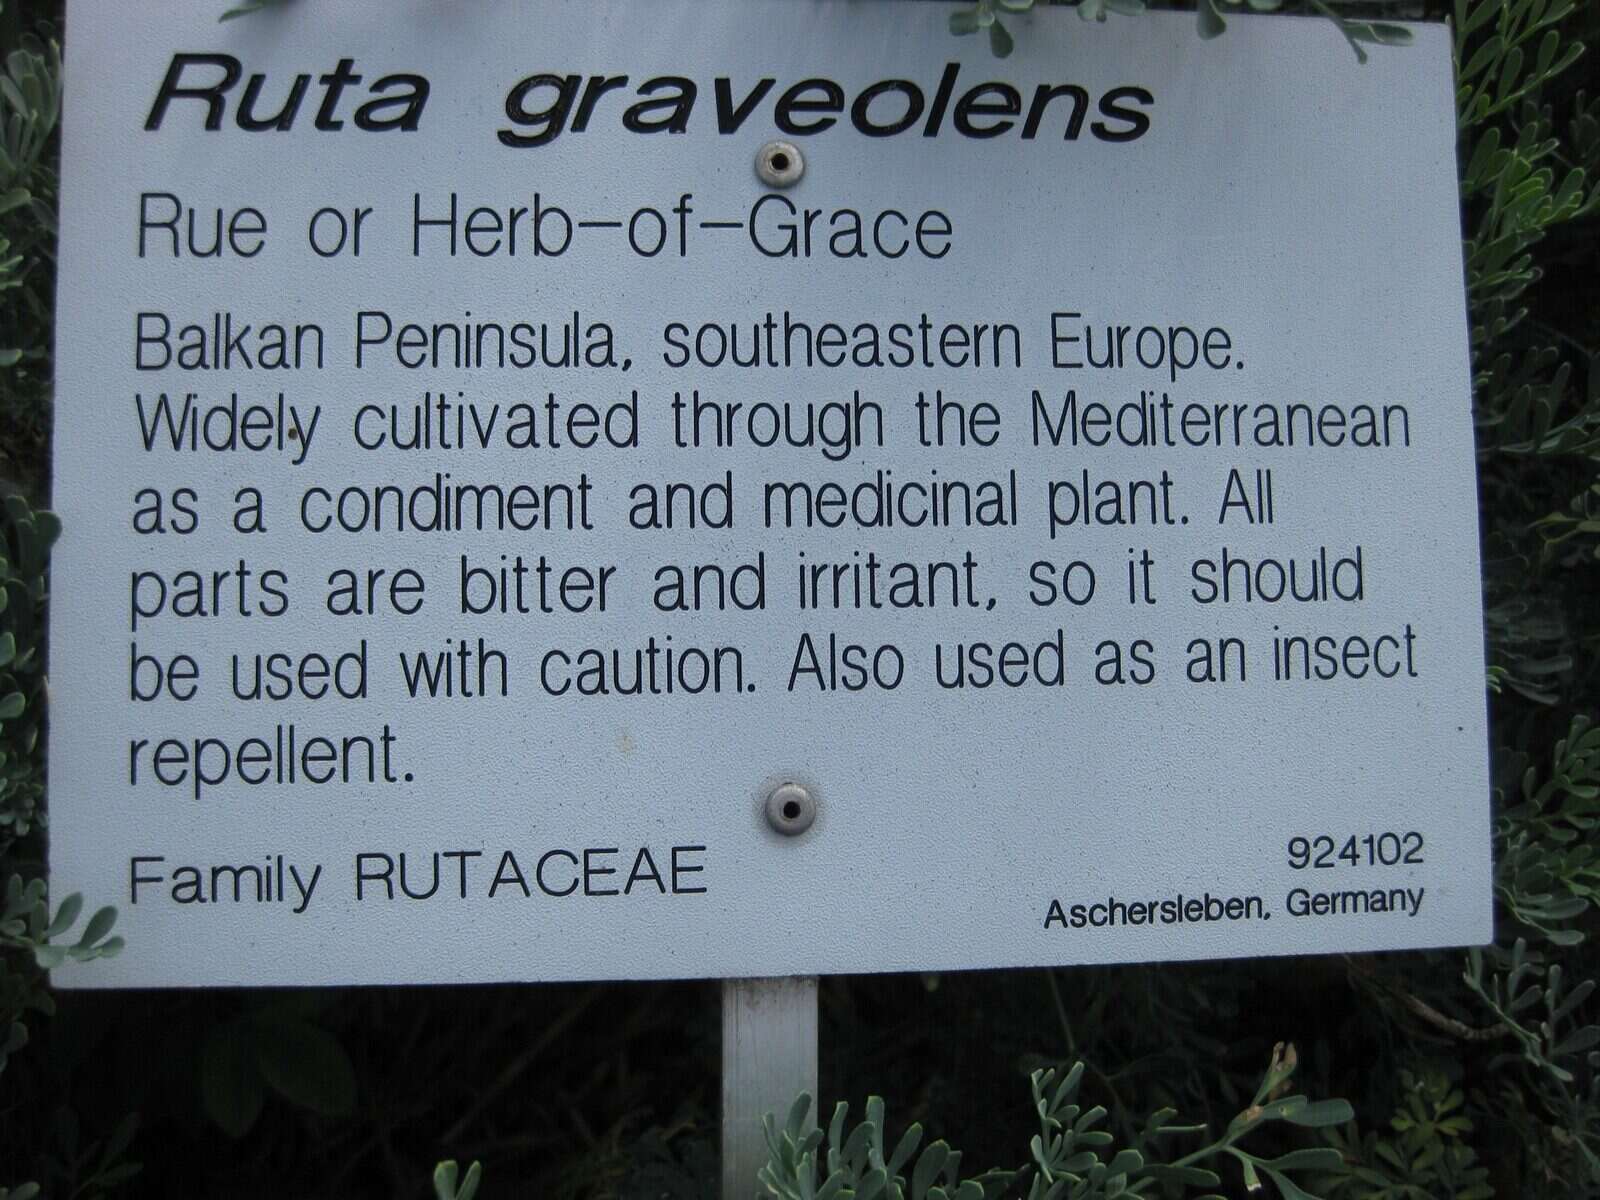 Ruta graveolens
Rue or Herb-of-Grace
Balkan Peninsula, southeastern Europe.
Widely cultivated through the Mediterranean
as a condiment and medicinal plant. All
parts are bitter and irritant, so it should
be used with caution. Also used as an insect
repellent.
Family RUTACEAE
924102
Aschersleben, Germany